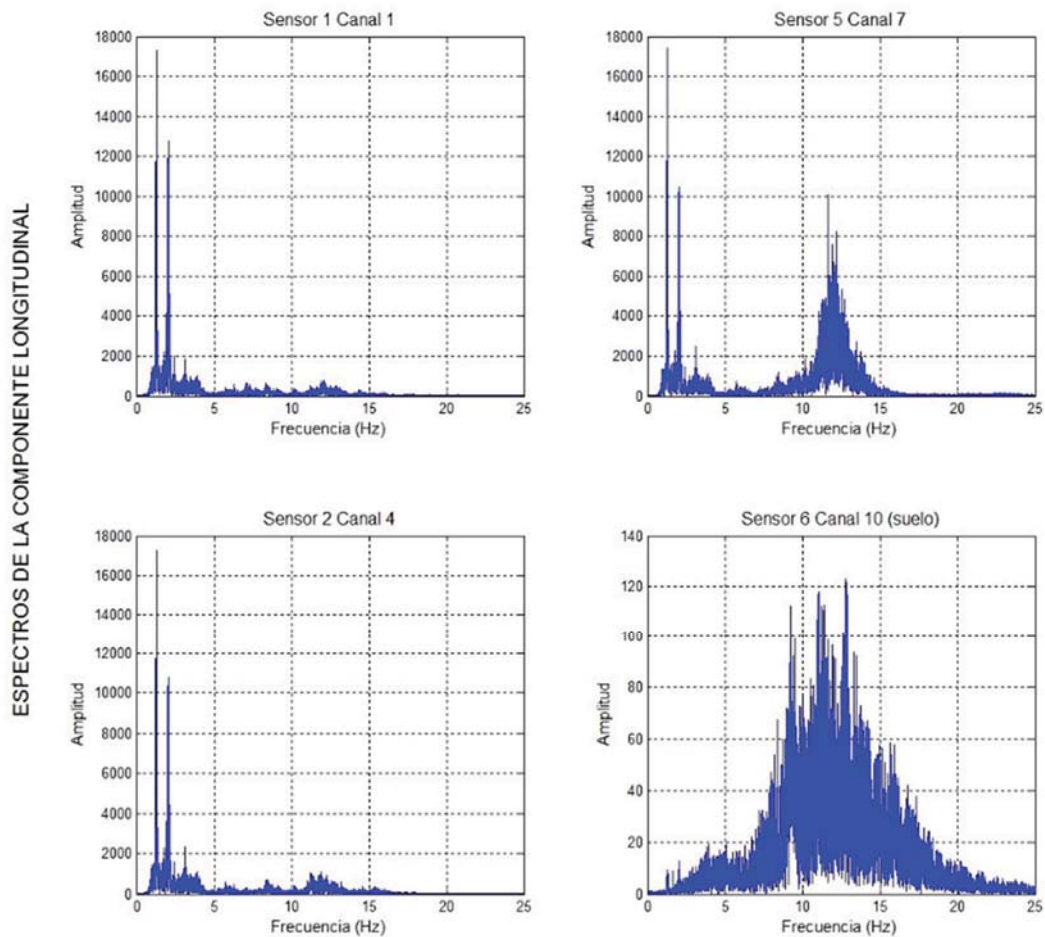 ESPECTROS DE LA COMPONENTE LONGITUDINAL
Sensor 1 Canal 1
18000
16000
14000
12000
10000
8000
6000
4000
2000
0
Amplitud
0 5 10 15 20 25
Frecuencia (Hz)
Sensor 5 Canal 7
18000
16000
14000
12000
10000
8000
6000
4000
2000
0
Amplitud
0 5 10 15 20 25
Frecuencia (Hz)
Sensor 2 Canal 4
18000
16000
14000
12000
10000
8000
6000
4000
2000
0
Amplitud
0 5 10 15 20 25
Frecuencia (Hz)
Sensor 6 Canal 10 (suelo)
140
120
100
80
60
40
20
0
Amplitud
0 5 10 15 20 25
Frecuencia (Hz)